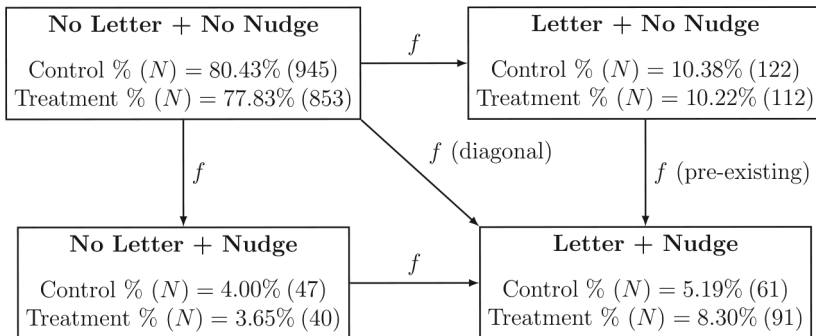 No Letter + No Nudge
Control % (N) = 80.43% (945)
Treatment % (N) = 77.83% (853)
f
Letter + No Nudge
Control % (N) = 10.38% (122)
Treatment % (N) = 10.22% (112)
f
f (diagonal)
f (pre-existing)
No Letter + Nudge
Control % (N) = 4.00% (47)
Treatment % (N) = 3.65% (40)
f
Letter + Nudge
Control % (N) = 5.19% (61)
Treatment % (N) = 8.30% (91)